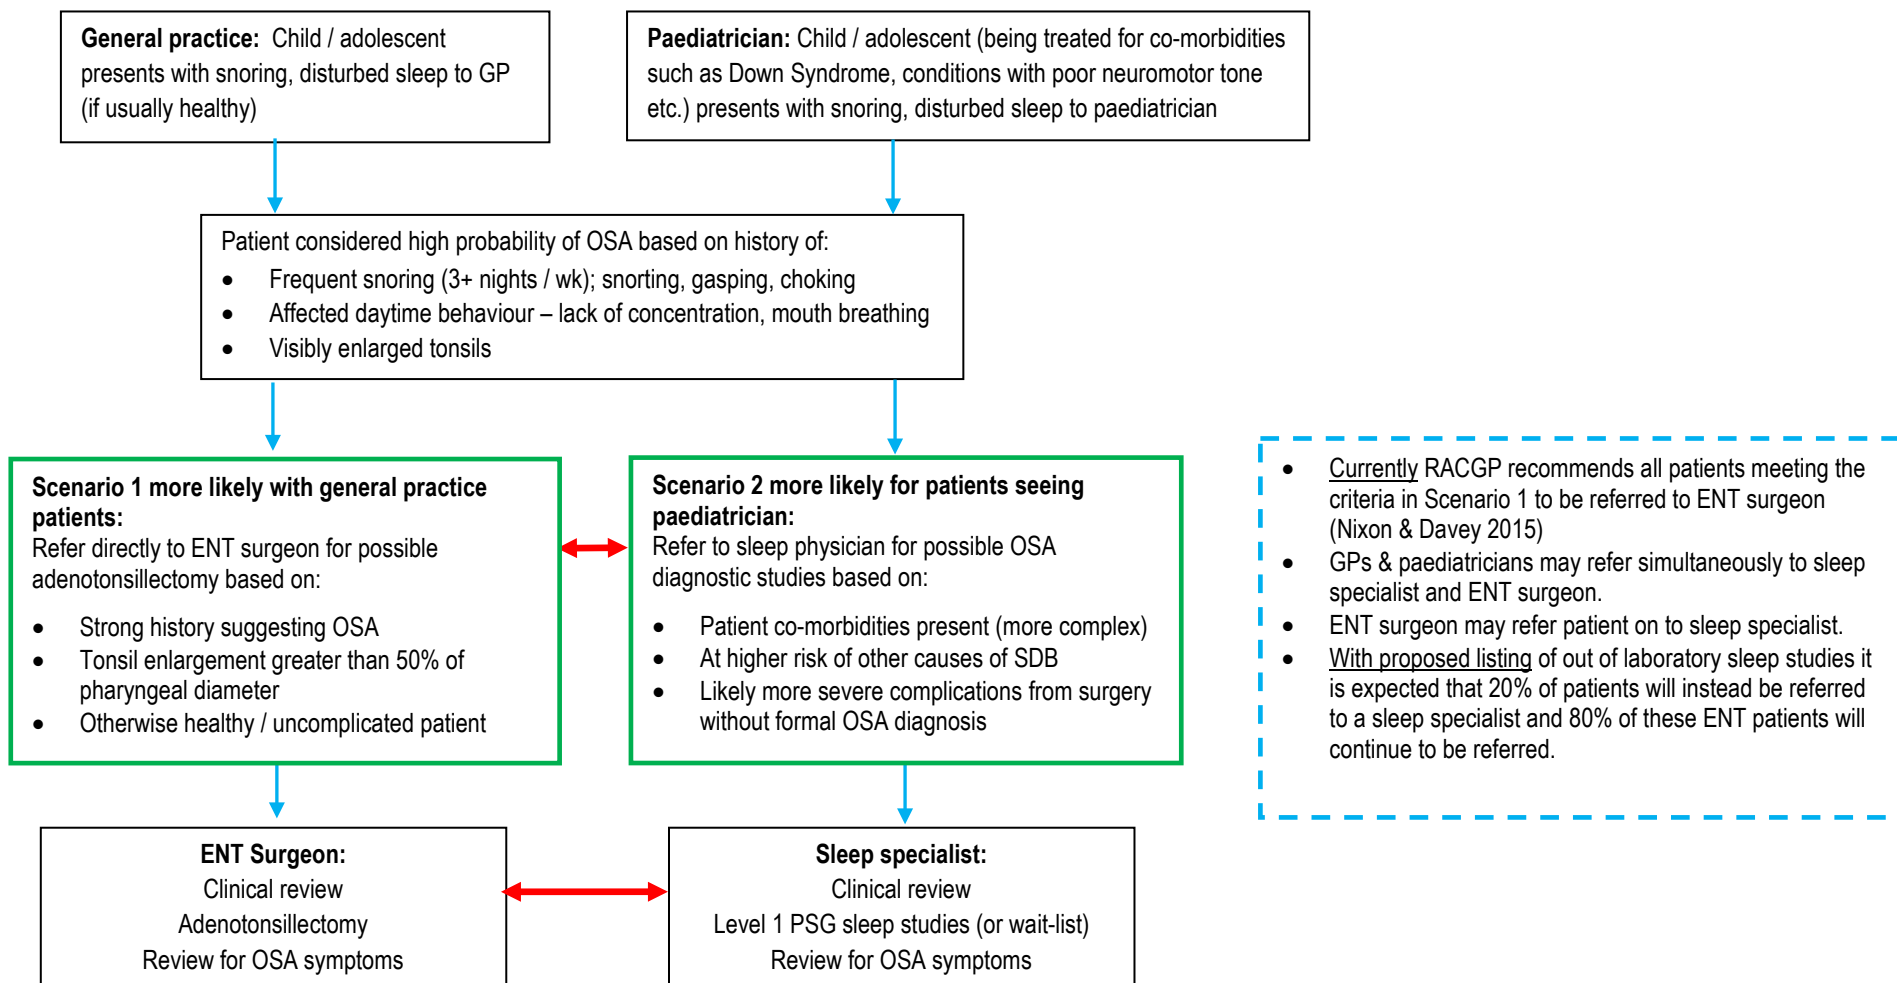 General practice: Child / adolescent
presents with snoring, disturbed sleep to GP
(if usually healthy)
Paediatrician: Child / adolescent (being treated for co-morbidities
such as Down Syndrome, conditions with poor neuromotor tone
etc.) presents with snoring, disturbed sleep to paediatrician
Patient considered high probability of OSA based on history of:
• Frequent snoring (3+ nights / wk); snorting, gasping, choking
• Affected daytime behaviour – lack of concentration, mouth breathing
• Visibly enlarged tonsils
Scenario 1 more likely with general practice
patients:
Refer directly to ENT surgeon for possible
adenotonsillectomy based on:
• Strong history suggesting OSA
• Tonsil enlargement greater than 50% of
pharyngeal diameter
• Otherwise healthy / uncomplicated patient
Scenario 2 more likely for patients seeing
paediatrician:
Refer to sleep physician for possible OSA
diagnostic studies based on:
• Patient co-morbidities present (more complex)
• At higher risk of other causes of SDB
• Likely more severe complications from surgery
without formal OSA diagnosis
• Currently RACGP recommends all patients meeting the
criteria in Scenario 1 to be referred to ENT surgeon
(Nixon & Davey 2015)
• GPs & paediatricians may refer simultaneously to sleep
specialist and ENT surgeon.
• ENT surgeon may refer patient on to sleep specialist.
• With proposed listing of out of laboratory sleep studies it
is expected that 20% of patients will instead be referred
to a sleep specialist and 80% of these ENT patients will
continue to be referred.
ENT Surgeon:
Clinical review
Adenotonsillectomy
Review for OSA symptoms
Sleep specialist:
Clinical review
Level 1 PSG sleep studies (or wait-list)
Review for OSA symptoms